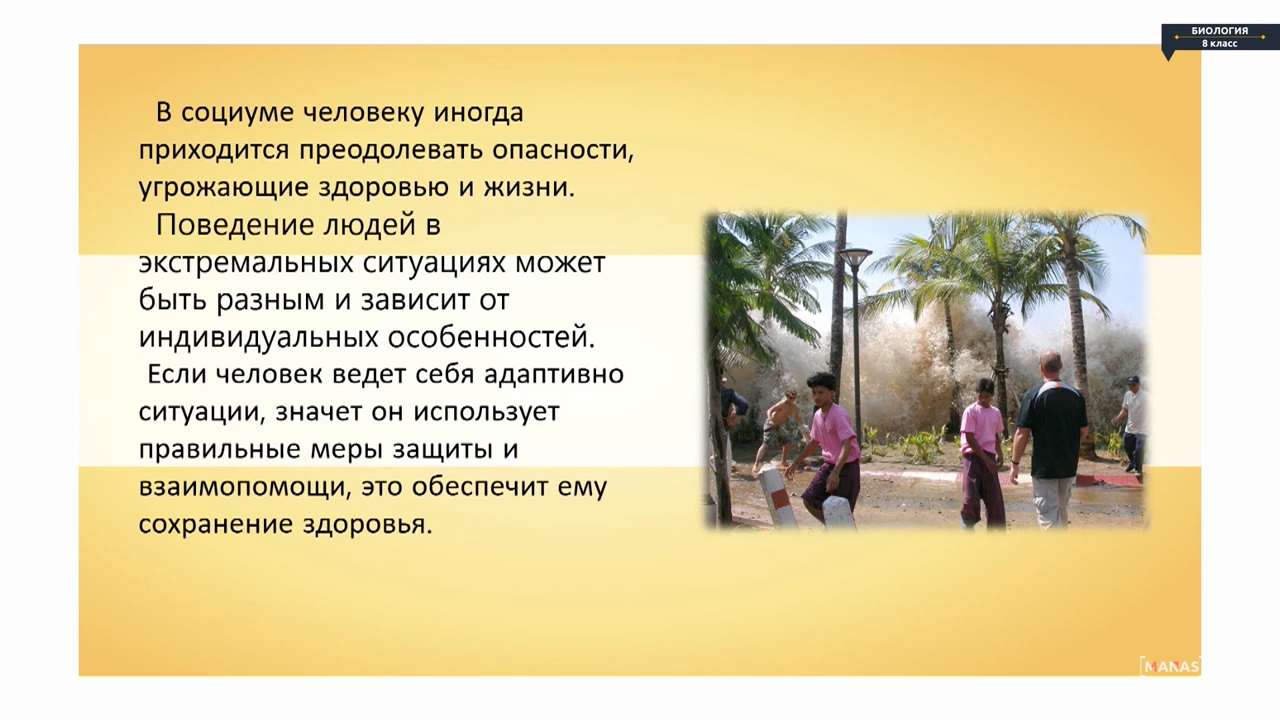 БИОЛОГИЯ
8 класс
В социуме человеку иногда
приходится преодолевать опасности,
угрожающие здоровью и жизни.
Поведение людей в
экстремальных ситуациях может
быть разным и зависит от
индивидуальных особенностей.
Если человек ведет себя адаптивно
ситуации, значет он использует
правильные меры защиты и
взаимопомощи, это обеспечит ему
сохранение здоровья.
MANAS